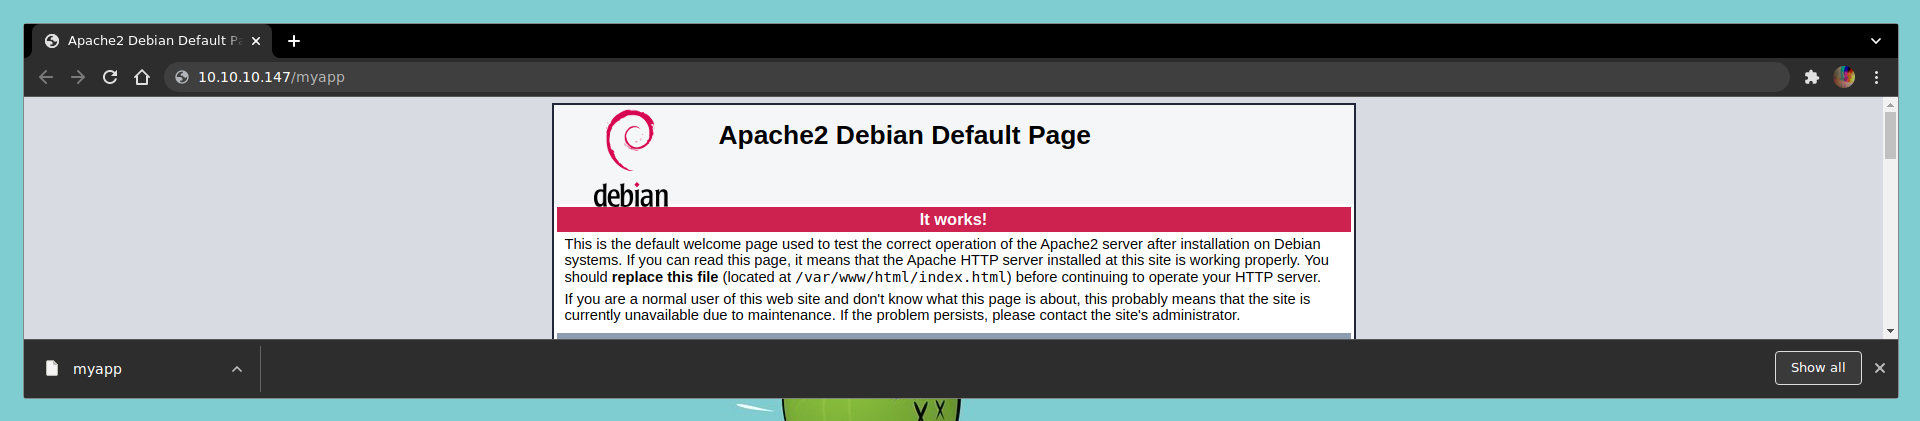 Apache2 Debian Default Pa
10.10.10.147/myapp
debian
Apache2 Debian Default Page
It works!
This is the default welcome page used to test the correct operation of the Apache2 server after installation on Debian
systems. If you can read this page, it means that the Apache HTTP server installed at this site is working properly. You
should replace this file (located at /var/www/html/index.html) before continuing to operate your HTTP server.
If you are a normal user of this web site and don't know what this page is about, this probably means that the site is
currently unavailable due to maintenance. If the problem persists, please contact the site's administrator.
myapp
Show all